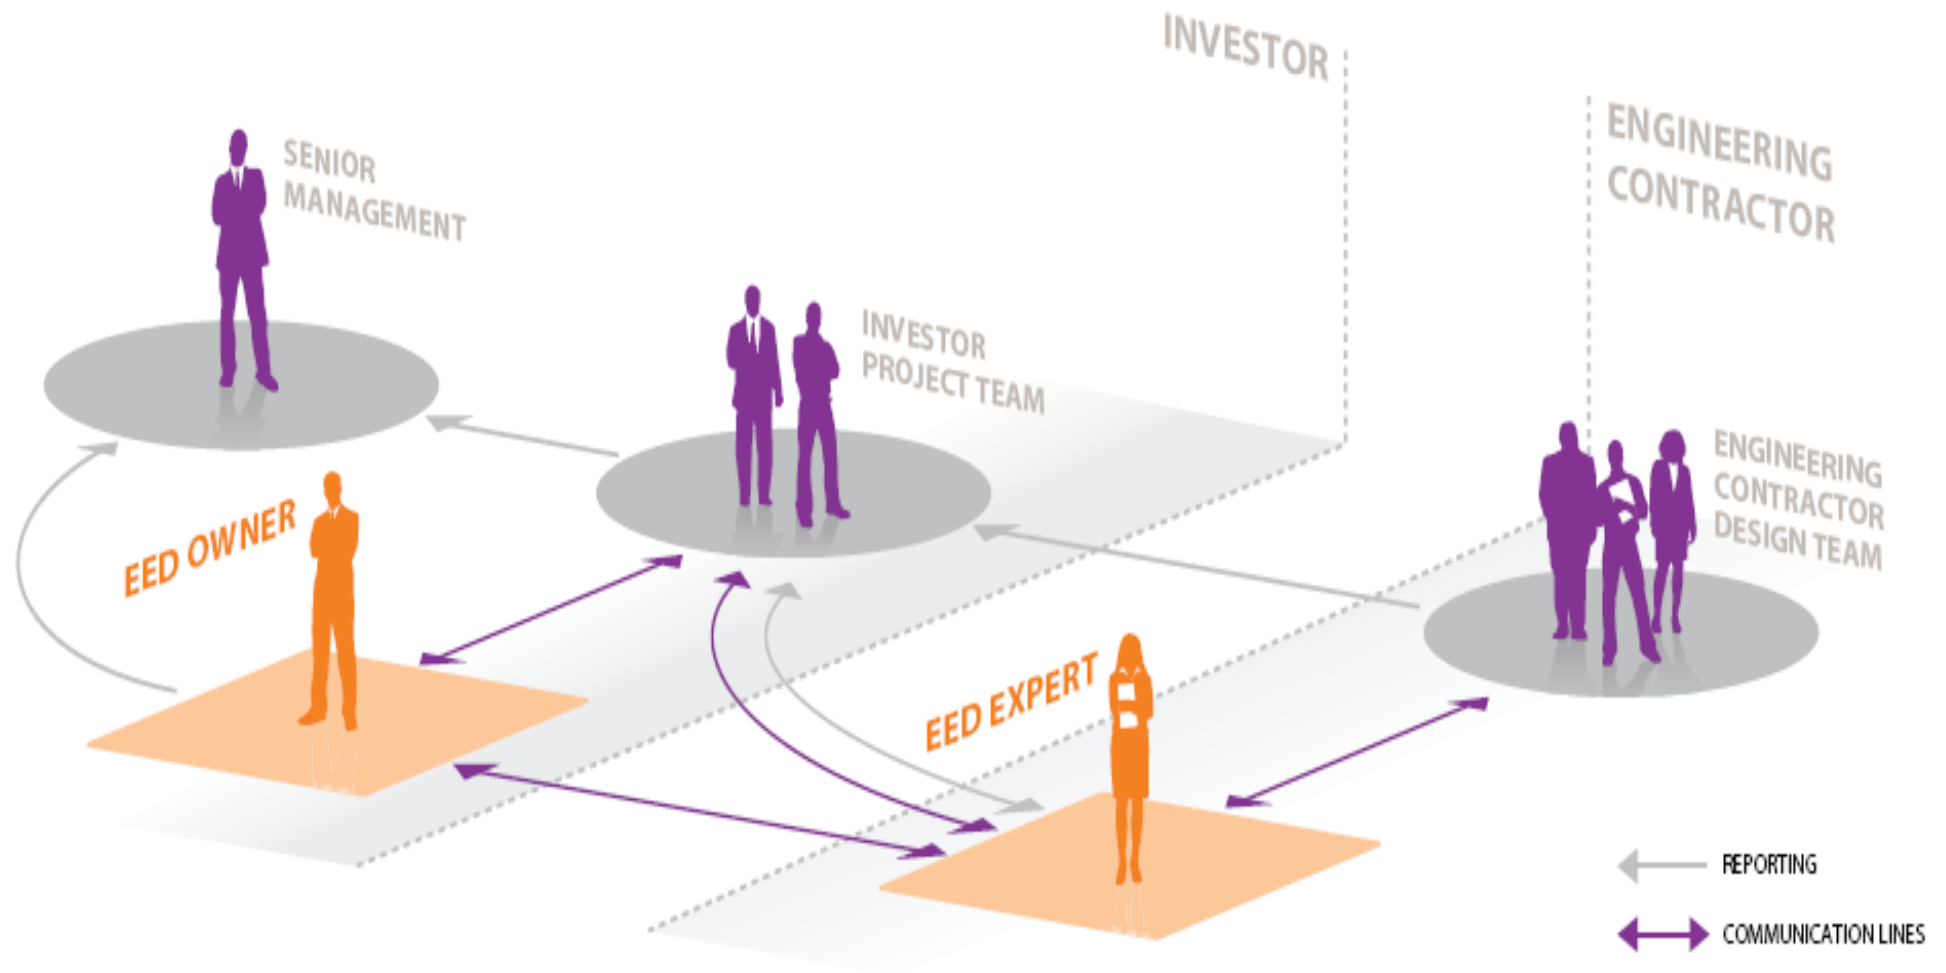 INVESTOR
ENGINEERING
CONTRACTOR
SENIOR
MANAGEMENT
INVESTOR
PROJECT TEAM
ENGINEERING
CONTRACTOR
DESIGN TEAM
EED OWNER
EED EXPERT
REPORTING
COMMUNICATION LINES